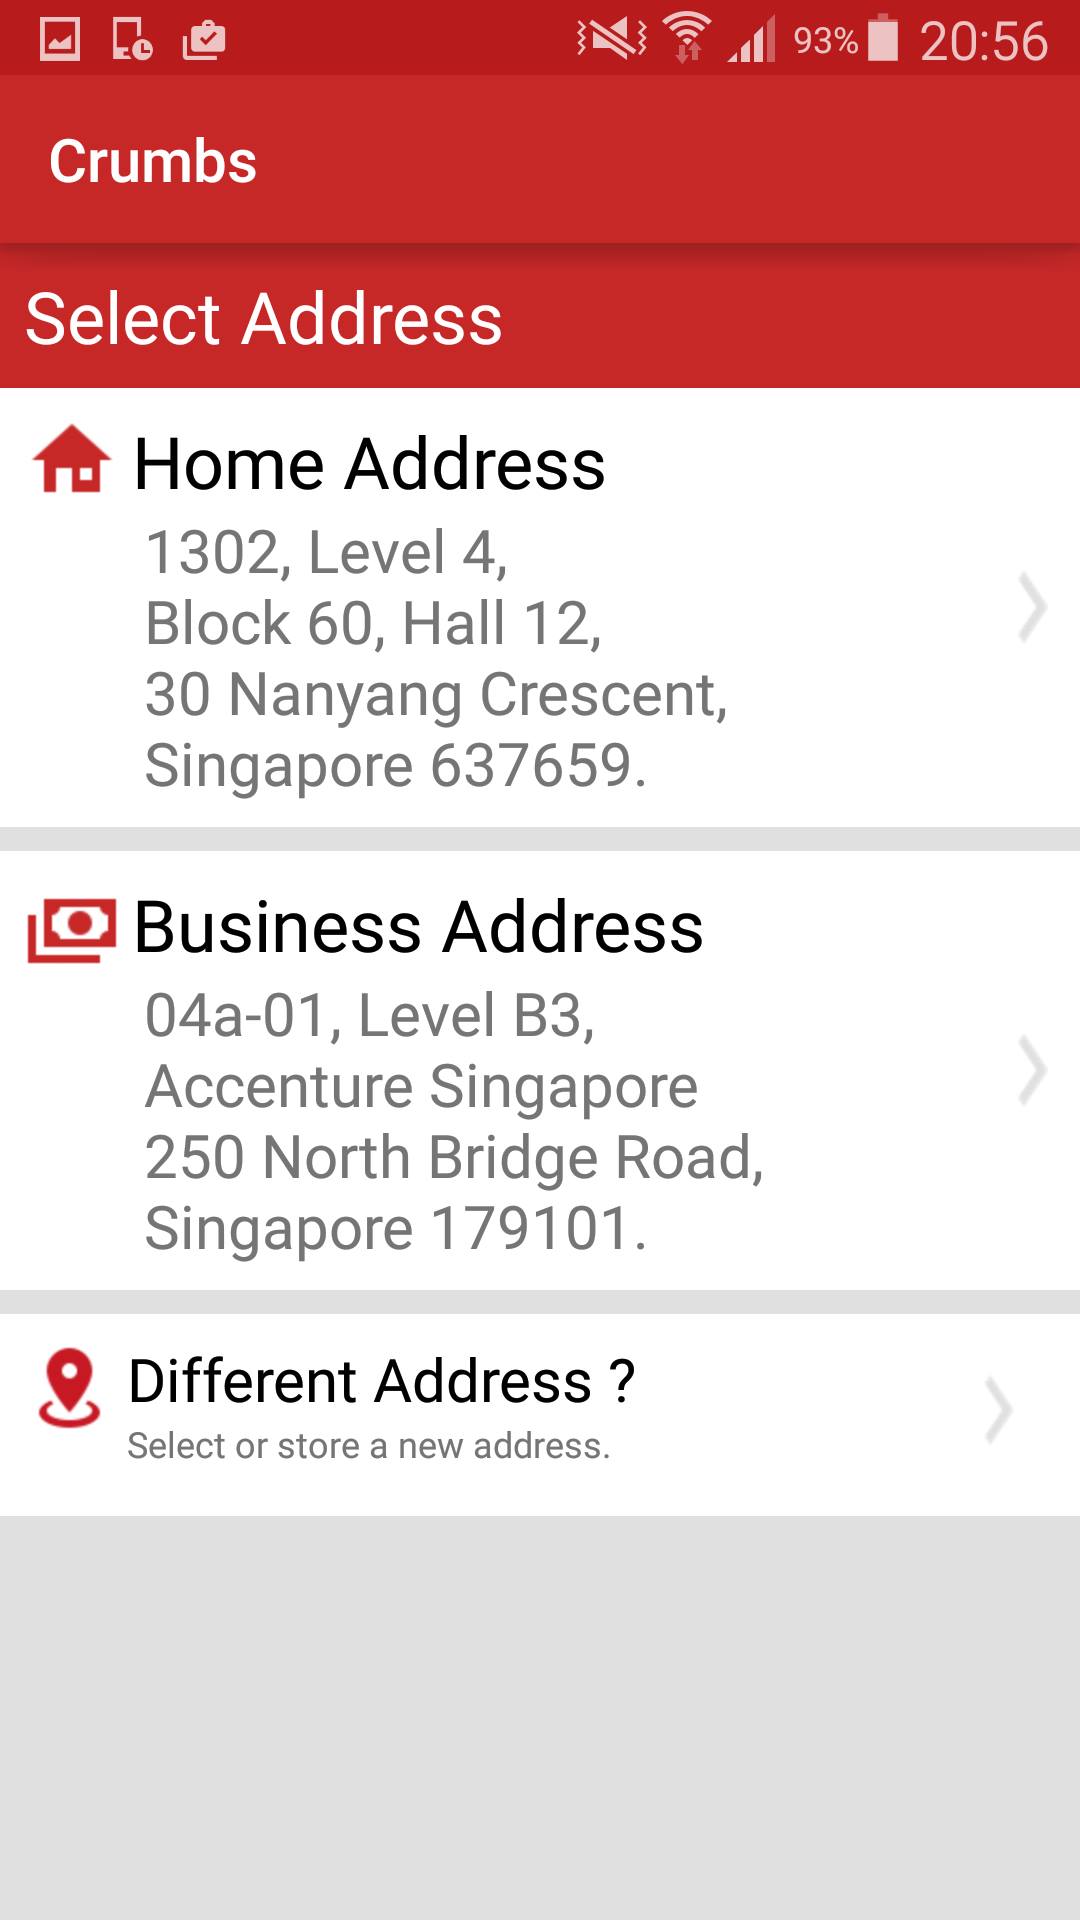 93% 20:56
Crumbs
Select Address
Home Address
1302, Level 4,
Block 60, Hall 12,
30 Nanyang Crescent,
Singapore 637659.
Business Address
04a-01, Level B3,
Accenture Singapore
250 North Bridge Road,
Singapore 179101.
Different Address ?
Select or store a new address.